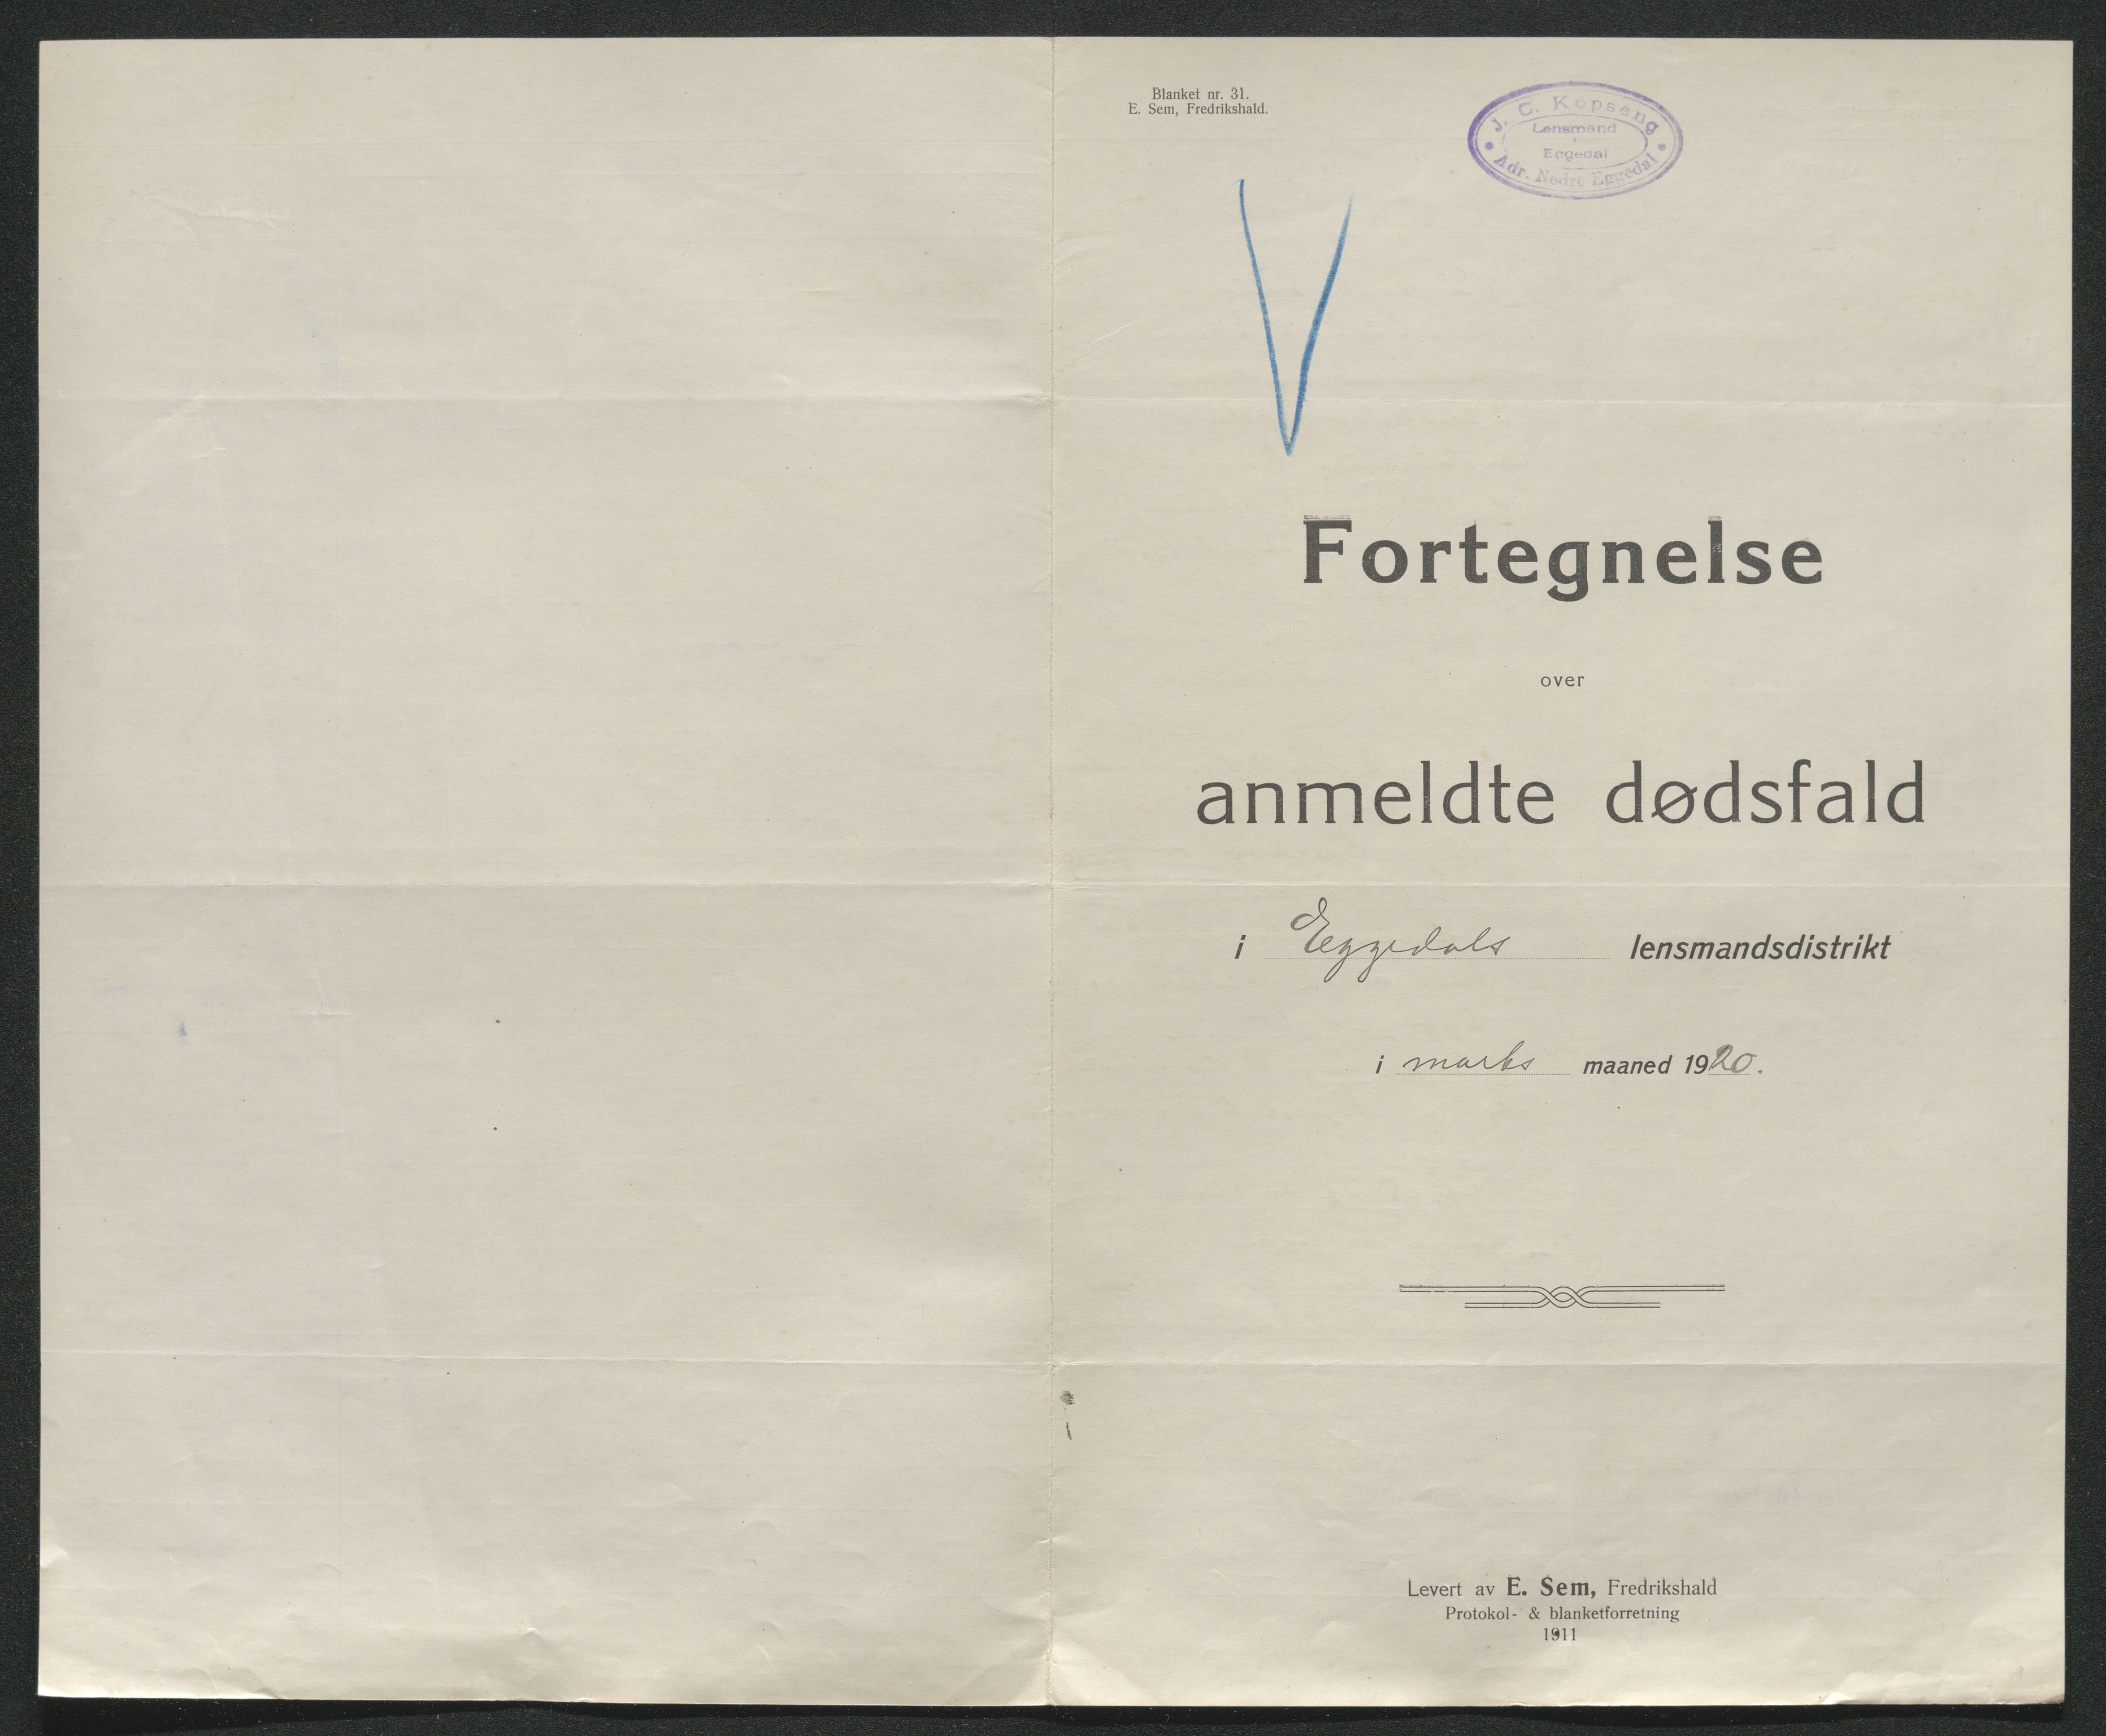 Blanket nr. 31.
E. Sem, Fredrikshald.
J. C. Kopseng
Lensmand
i
Eggedal
Adr. Nedre Eggedal
V
Fortegnelse
over
anmeldte dødsfald
i Eggedals lensmandsdistrikt
i marts maaned 1920.
Levert av E. Sem, Fredrikshald
Protokol- & blanketforretning
1911